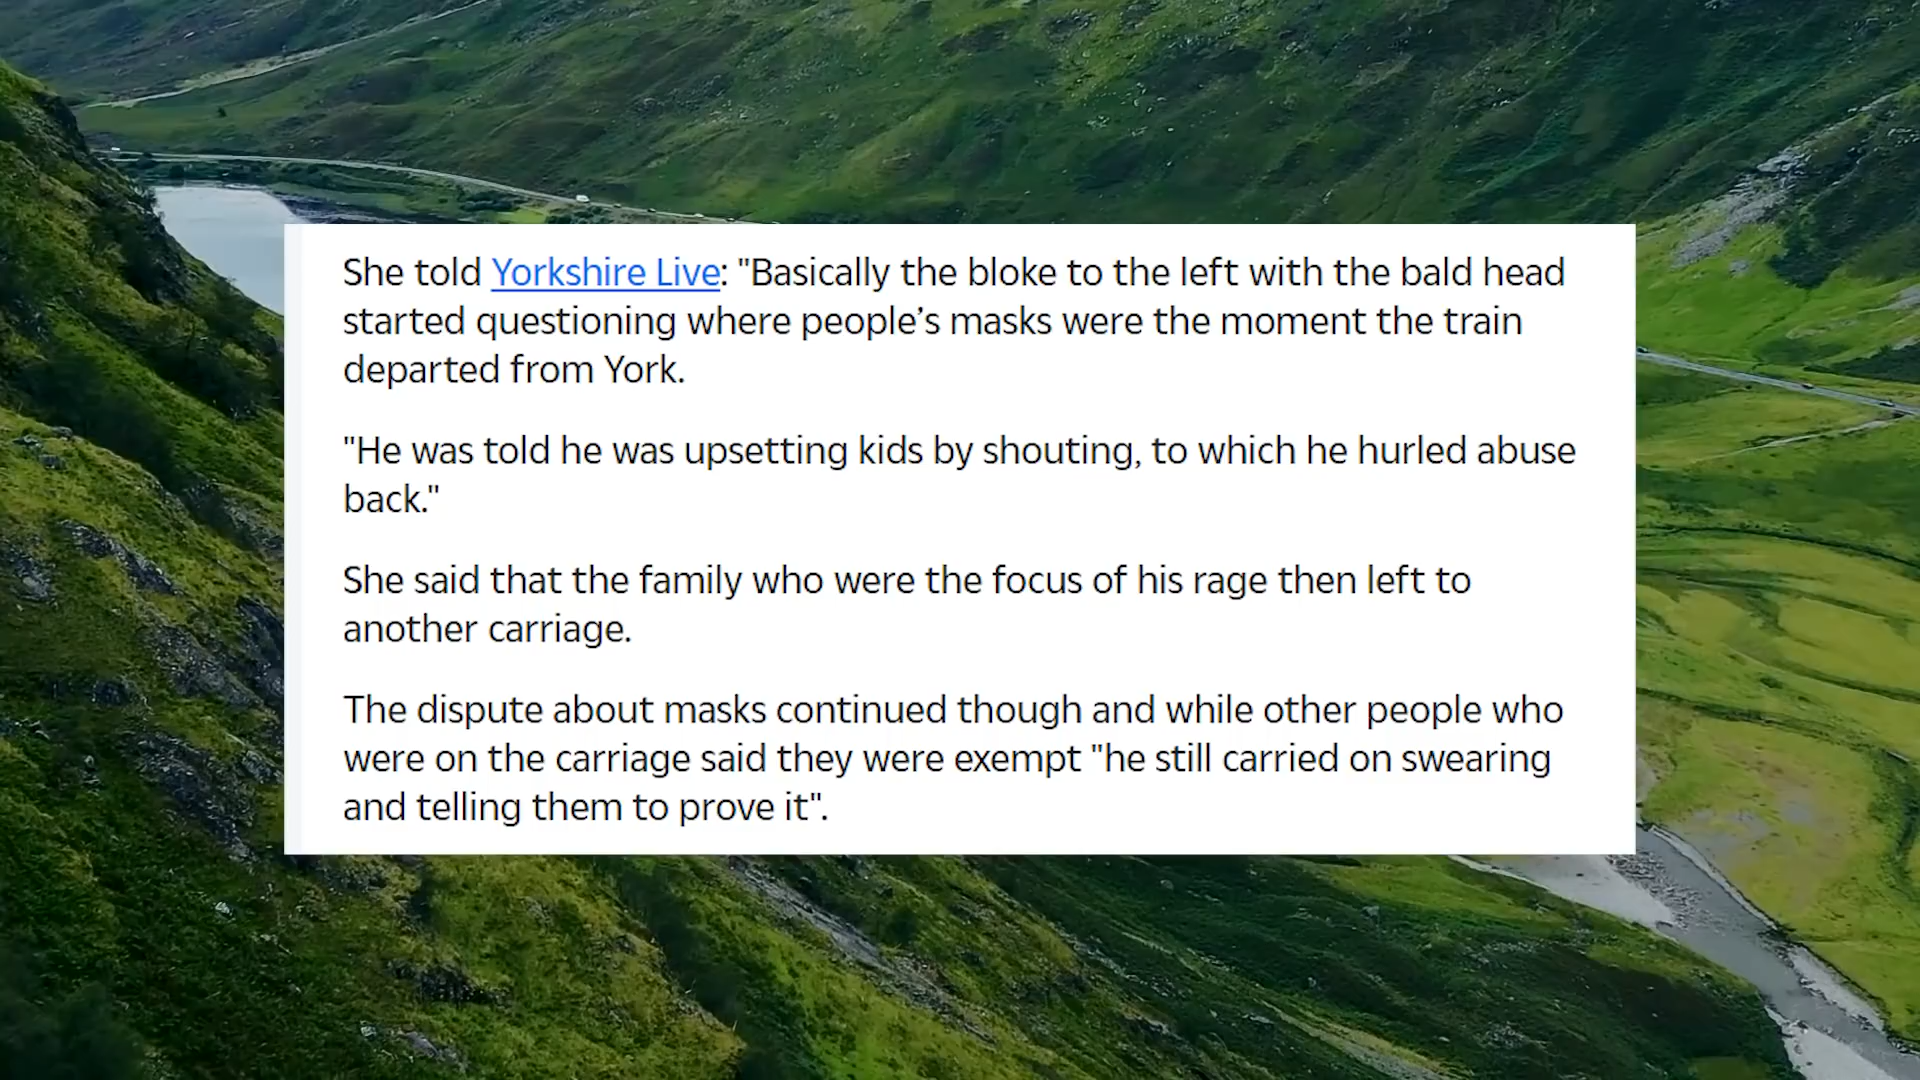 She told Yorkshire Live: "Basically the bloke to the left with the bald head
started questioning where people’s masks were the moment the train
departed from York.
"He was told he was upsetting kids by shouting, to which he hurled abuse
back."
She said that the family who were the focus of his rage then left to
another carriage.
The dispute about masks continued though and while other people who
were on the carriage said they were exempt "he still carried on swearing
and telling them to prove it".